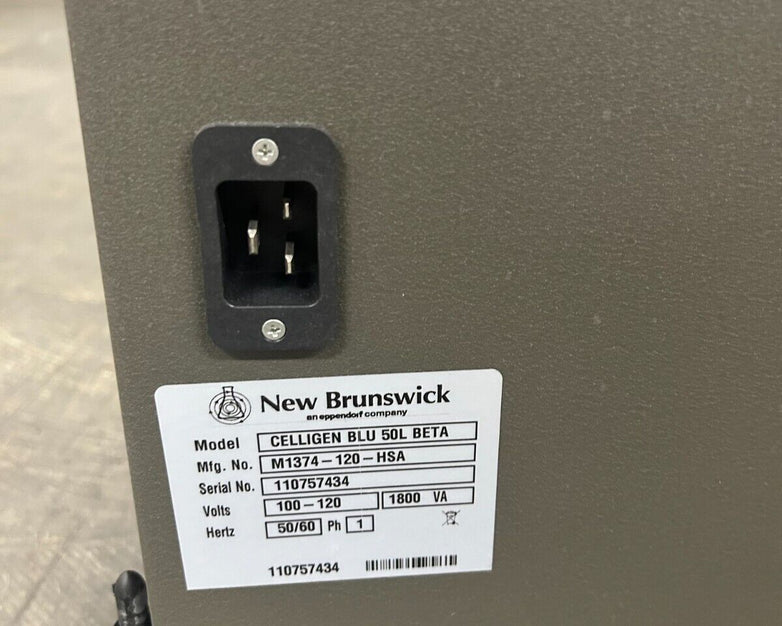 New Brunswick
an eppendorf company
Model CELLIGEN BLU 50L BETA
Mfg. No. M1374-120-HSA
Serial No. 110757434
Volts 100-120 1800 VA
Hertz 50/60 Ph 1
110757434